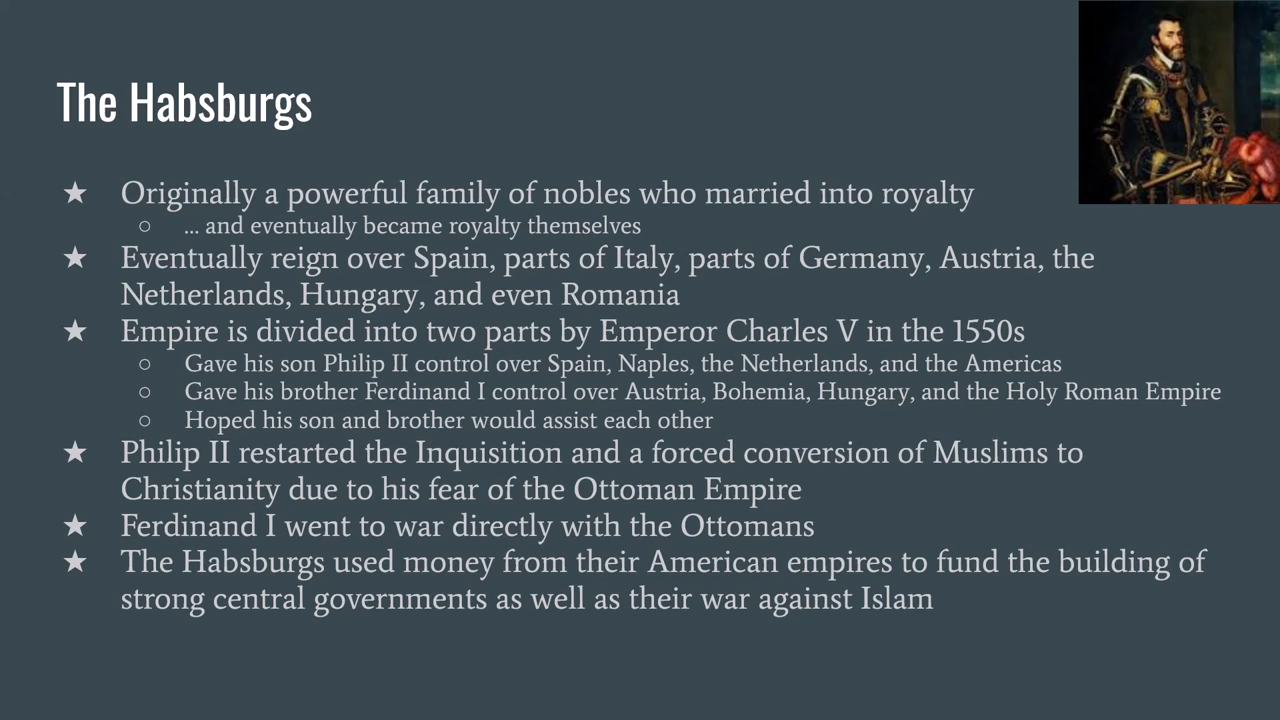 The Habsburgs
★ Originally a powerful family of nobles who married into royalty
○ ... and eventually became royalty themselves
★ Eventually reign over Spain, parts of Italy, parts of Germany, Austria, the
Netherlands, Hungary, and even Romania
★ Empire is divided into two parts by Emperor Charles V in the 1550s
○ Gave his son Philip II control over Spain, Naples, the Netherlands, and the Americas
○ Gave his brother Ferdinand I control over Austria, Bohemia, Hungary, and the Holy Roman Empire
○ Hoped his son and brother would assist each other
★ Philip II restarted the Inquisition and a forced conversion of Muslims to
Christianity due to his fear of the Ottoman Empire
★ Ferdinand I went to war directly with the Ottomans
★ The Habsburgs used money from their American empires to fund the building of
strong central governments as well as their war against Islam